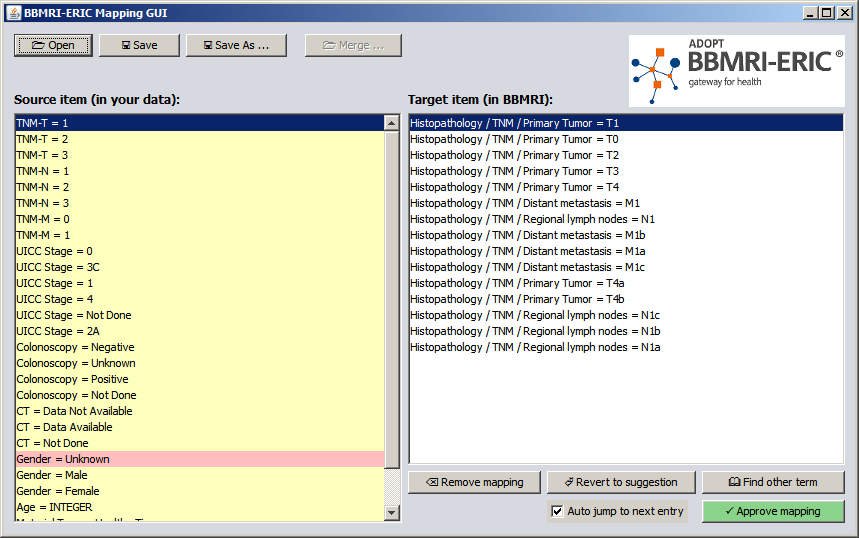 BBMRI-ERIC Mapping GUI
Open
Save
Save As ...
Merge ...
ADOPT
BBMRI-ERIC®
gateway for health
Source item (in your data):
TNM-T = 1
TNM-T = 2
TNM-T = 3
TNM-N = 1
TNM-N = 2
TNM-N = 3
TNM-M = 0
TNM-M = 1
UICC Stage = 0
UICC Stage = 3C
UICC Stage = 1
UICC Stage = 4
UICC Stage = Not Done
UICC Stage = 2A
Colonoscopy = Negative
Colonoscopy = Unknown
Colonoscopy = Positive
Colonoscopy = Not Done
CT = Data Not Available
CT = Data Available
CT = Not Done
Gender = Unknown
Gender = Male
Gender = Female
Age = INTEGER
Target item (in BBMRI):
Histopathology / TNM / Primary Tumor = T1
Histopathology / TNM / Primary Tumor = T0
Histopathology / TNM / Primary Tumor = T2
Histopathology / TNM / Primary Tumor = T3
Histopathology / TNM / Primary Tumor = T4
Histopathology / TNM / Distant metastasis = M1
Histopathology / TNM / Regional lymph nodes = N1
Histopathology / TNM / Distant metastasis = M1b
Histopathology / TNM / Distant metastasis = M1a
Histopathology / TNM / Distant metastasis = M1c
Histopathology / TNM / Primary Tumor = T4a
Histopathology / TNM / Primary Tumor = T4b
Histopathology / TNM / Regional lymph nodes = N1c
Histopathology / TNM / Regional lymph nodes = N1b
Histopathology / TNM / Regional lymph nodes = N1a
Remove mapping
Revert to suggestion
Find other term
Auto jump to next entry
Approve mapping